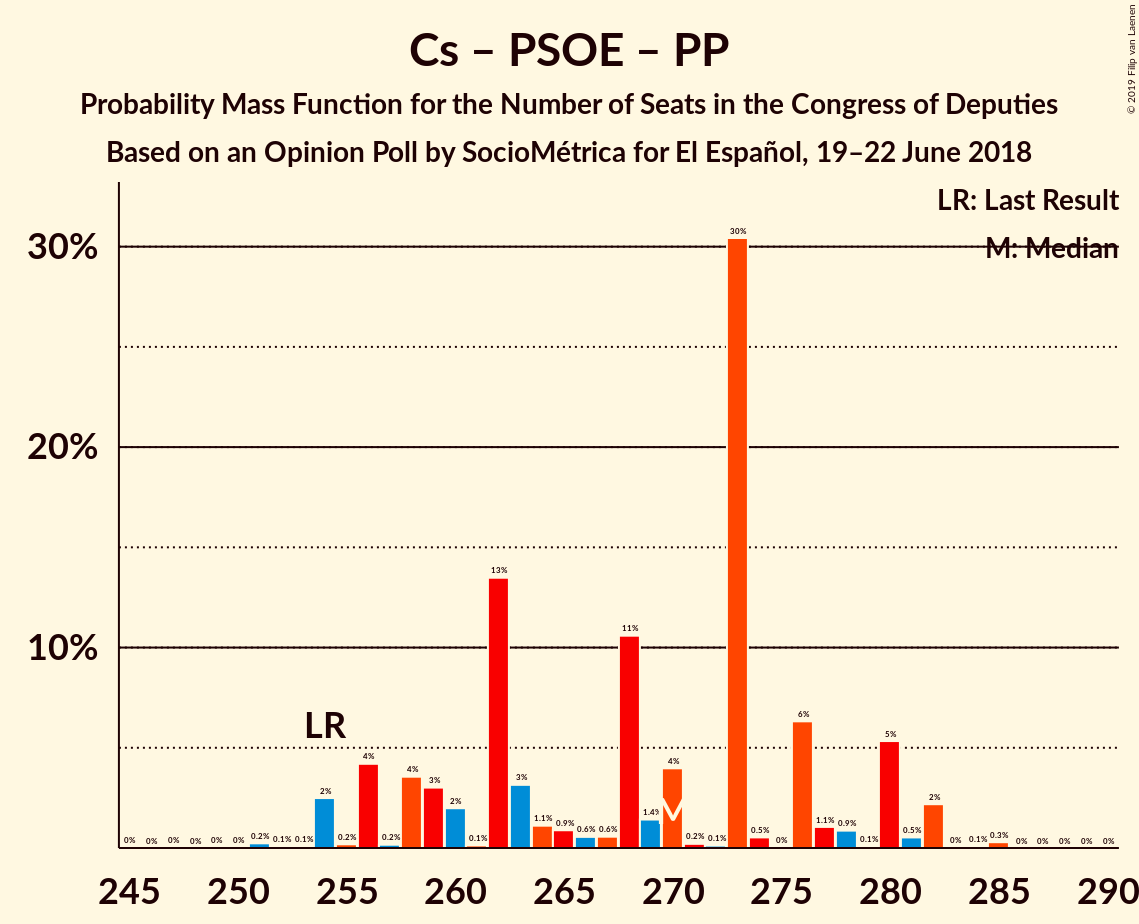 © 2019 Filip van Laenen
Cs – PSOE – PP
Probability Mass Function for the Number of Seats in the Congress of Deputies
Based on an Opinion Poll by SocioMétrica for El Español, 19–22 June 2018
LR: Last Result
M: Median
30%
20%
10%
LR
0% 0% 0% 0% 0% 0% 0.2% 0.1% 0.1% 2% 0.2% 4% 0.2% 4% 3% 2% 0.1% 13% 3% 1.1% 0.9% 0.6% 0.6% 11% 1.4% 4% 0.2% 0.1% 30% 0.5% 0% 6% 1.1% 0.9% 0.1% 5% 0.5% 2% 0% 0.1% 0.3% 0% 0% 0% 0% 0%
245 250 255 260 265 270 275 280 285 290